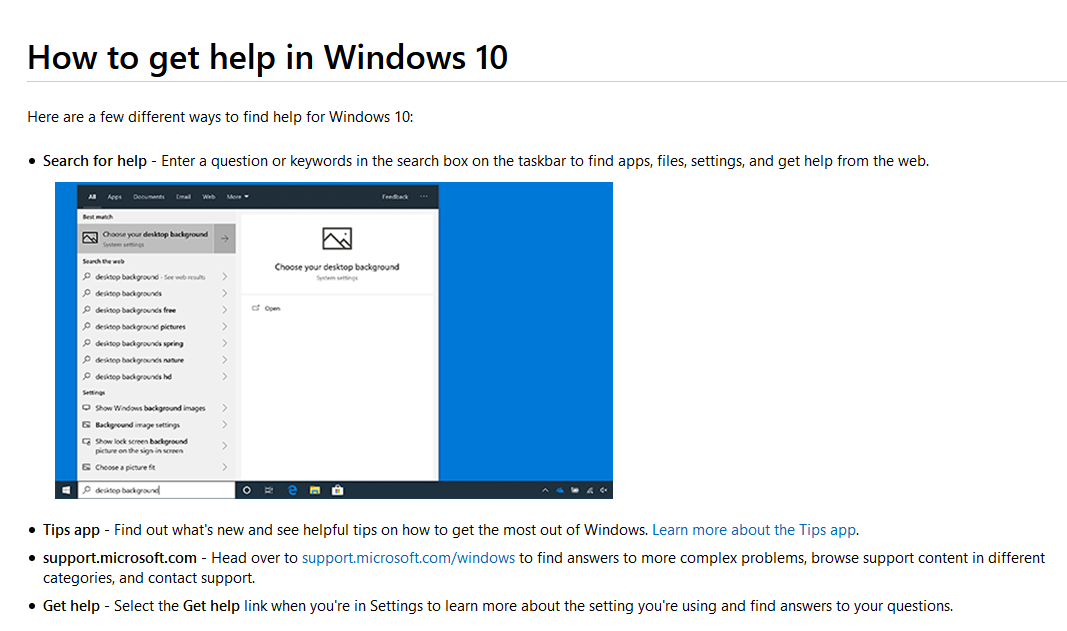 How to get help in Windows 10
Here are a few different ways to find help for Windows 10:
• Search for help - Enter a question or keywords in the search box on the taskbar to find apps, files, settings, and get help from the web.
All Apps Documents Email Web More Feedback ...
Best match
Choose your desktop background
System settings
Search the web
desktop background - See web results
desktop backgrounds
desktop backgrounds free
desktop background pictures
desktop backgrounds spring
desktop backgrounds nature
desktop backgrounds hd
Settings
Show Windows background images
Background image settings
Show lock screen background
picture on the sign-in screen
Choose a picture fit
desktop background
Choose your desktop background
System settings
Open
• Tips app - Find out what's new and see helpful tips on how to get the most out of Windows. Learn more about the Tips app.
• support.microsoft.com - Head over to support.microsoft.com/windows to find answers to more complex problems, browse support content in different
categories, and contact support.
• Get help - Select the Get help link when you're in Settings to learn more about the setting you're using and find answers to your questions.